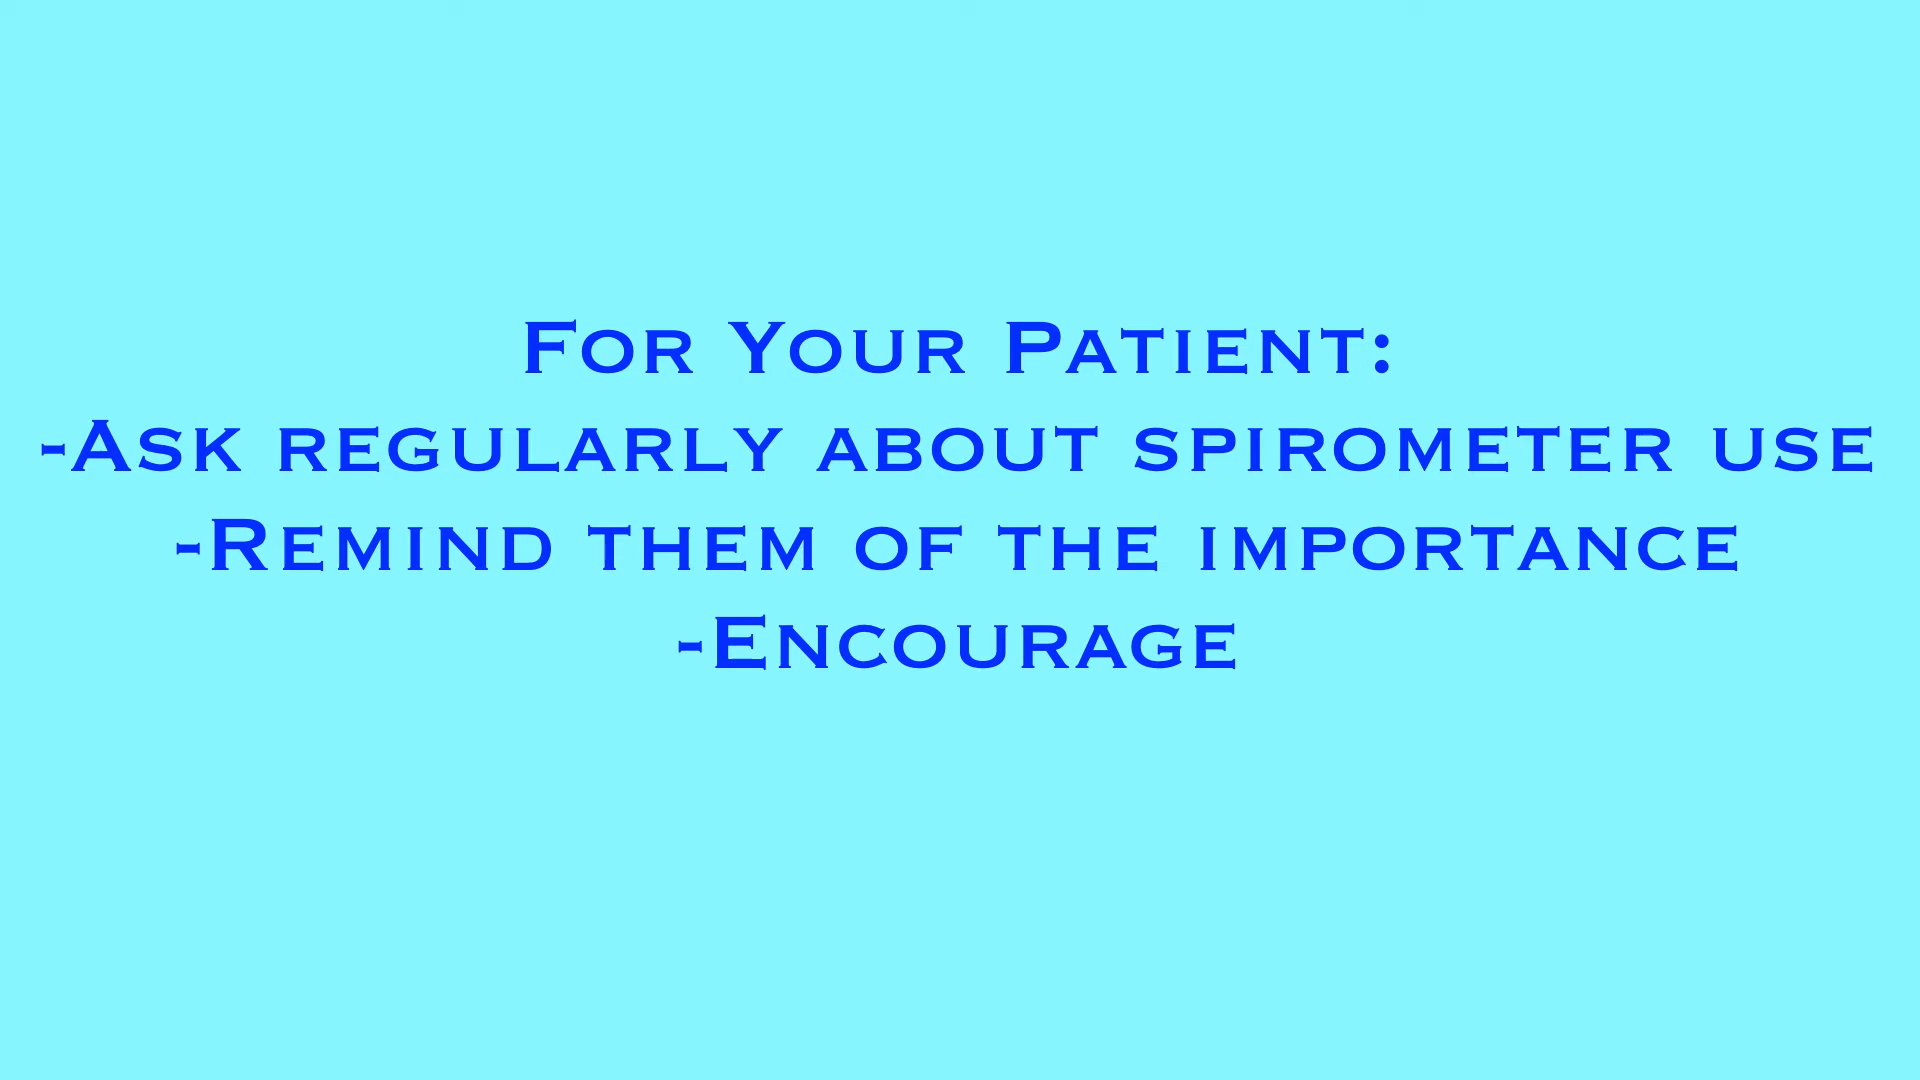 For Your Patient:
-Ask regularly about spirometer use
-Remind them of the importance
-Encourage